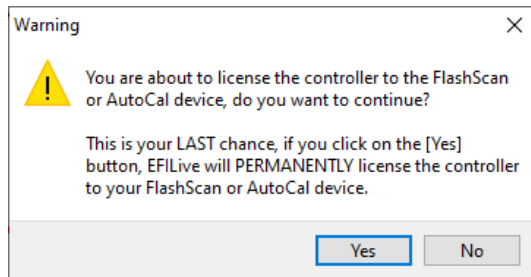 Warning
You are about to license the controller to the FlashScan
or AutoCal device, do you want to continue?
This is your LAST chance, if you click on the [Yes]
button, EFILive will PERMANENTLY license the controller
to your FlashScan or AutoCal device.
Yes No